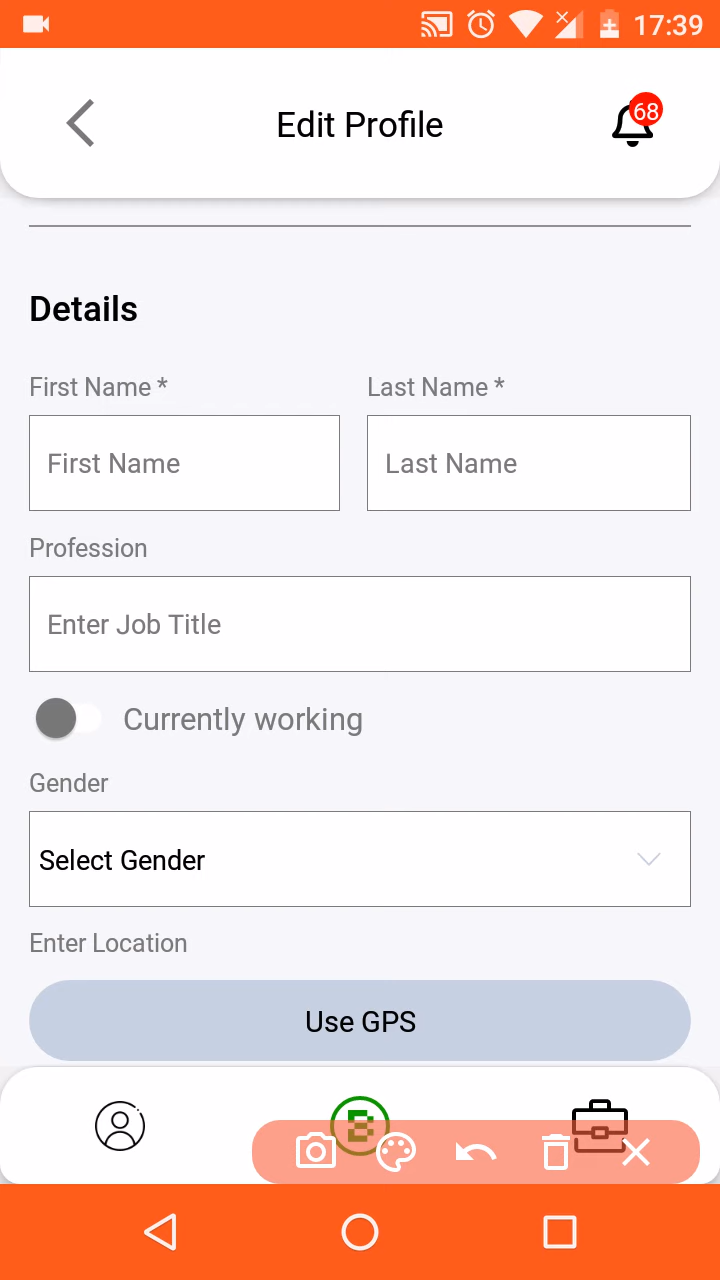 17:39
Edit Profile
68
Details
First Name * Last Name *
First Name Last Name
Profession
Enter Job Title
Currently working
Gender
Select Gender
Enter Location
Use GPS
B